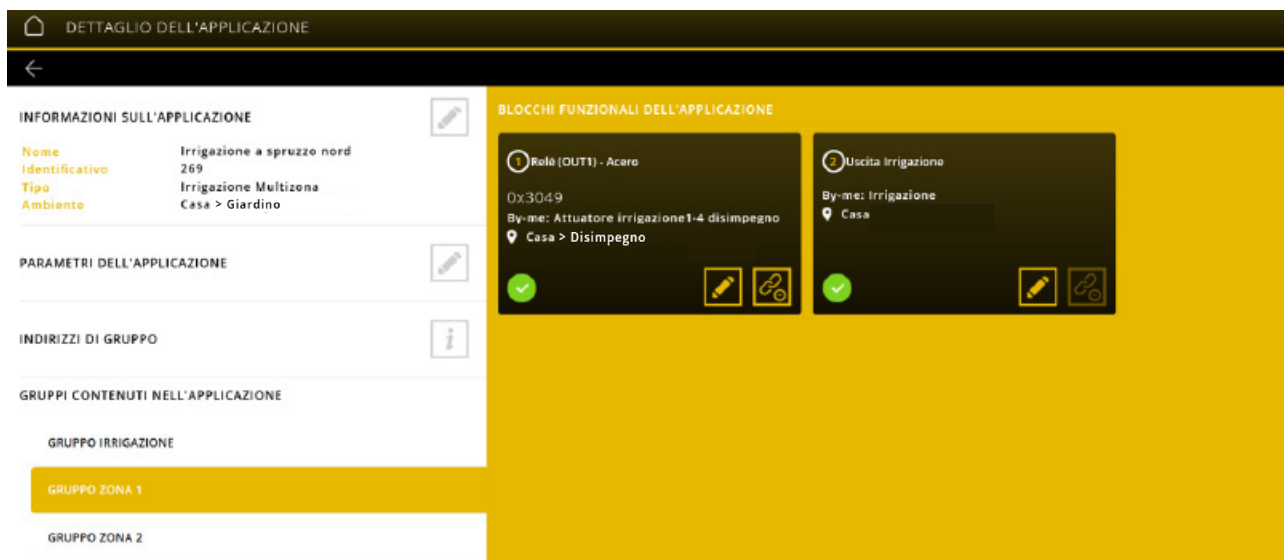 DETTAGLIO DELL'APPLICAZIONE
INFORMAZIONI SULL'APPLICAZIONE
Nome Irrigazione a spruzzo nord
Identificativo 269
Tipo Irrigazione Multizona
Ambiente Casa > Giardino
PARAMETRI DELL'APPLICAZIONE
INDIRIZZI DI GRUPPO
i
GRUPPI CONTENUTI NELL'APPLICAZIONE
GRUPPO IRRIGAZIONE
GRUPPO ZONA 1
GRUPPO ZONA 2
BLOCCHI FUNZIONALI DELL'APPLICAZIONE
1 Relé (OUT1) - Acero
0x3049
By-me: Attuatore irrigazione1-4 disimpegno
Casa > Disimpegno
2 Uscita Irrigazione
By-me: Irrigazione
Casa